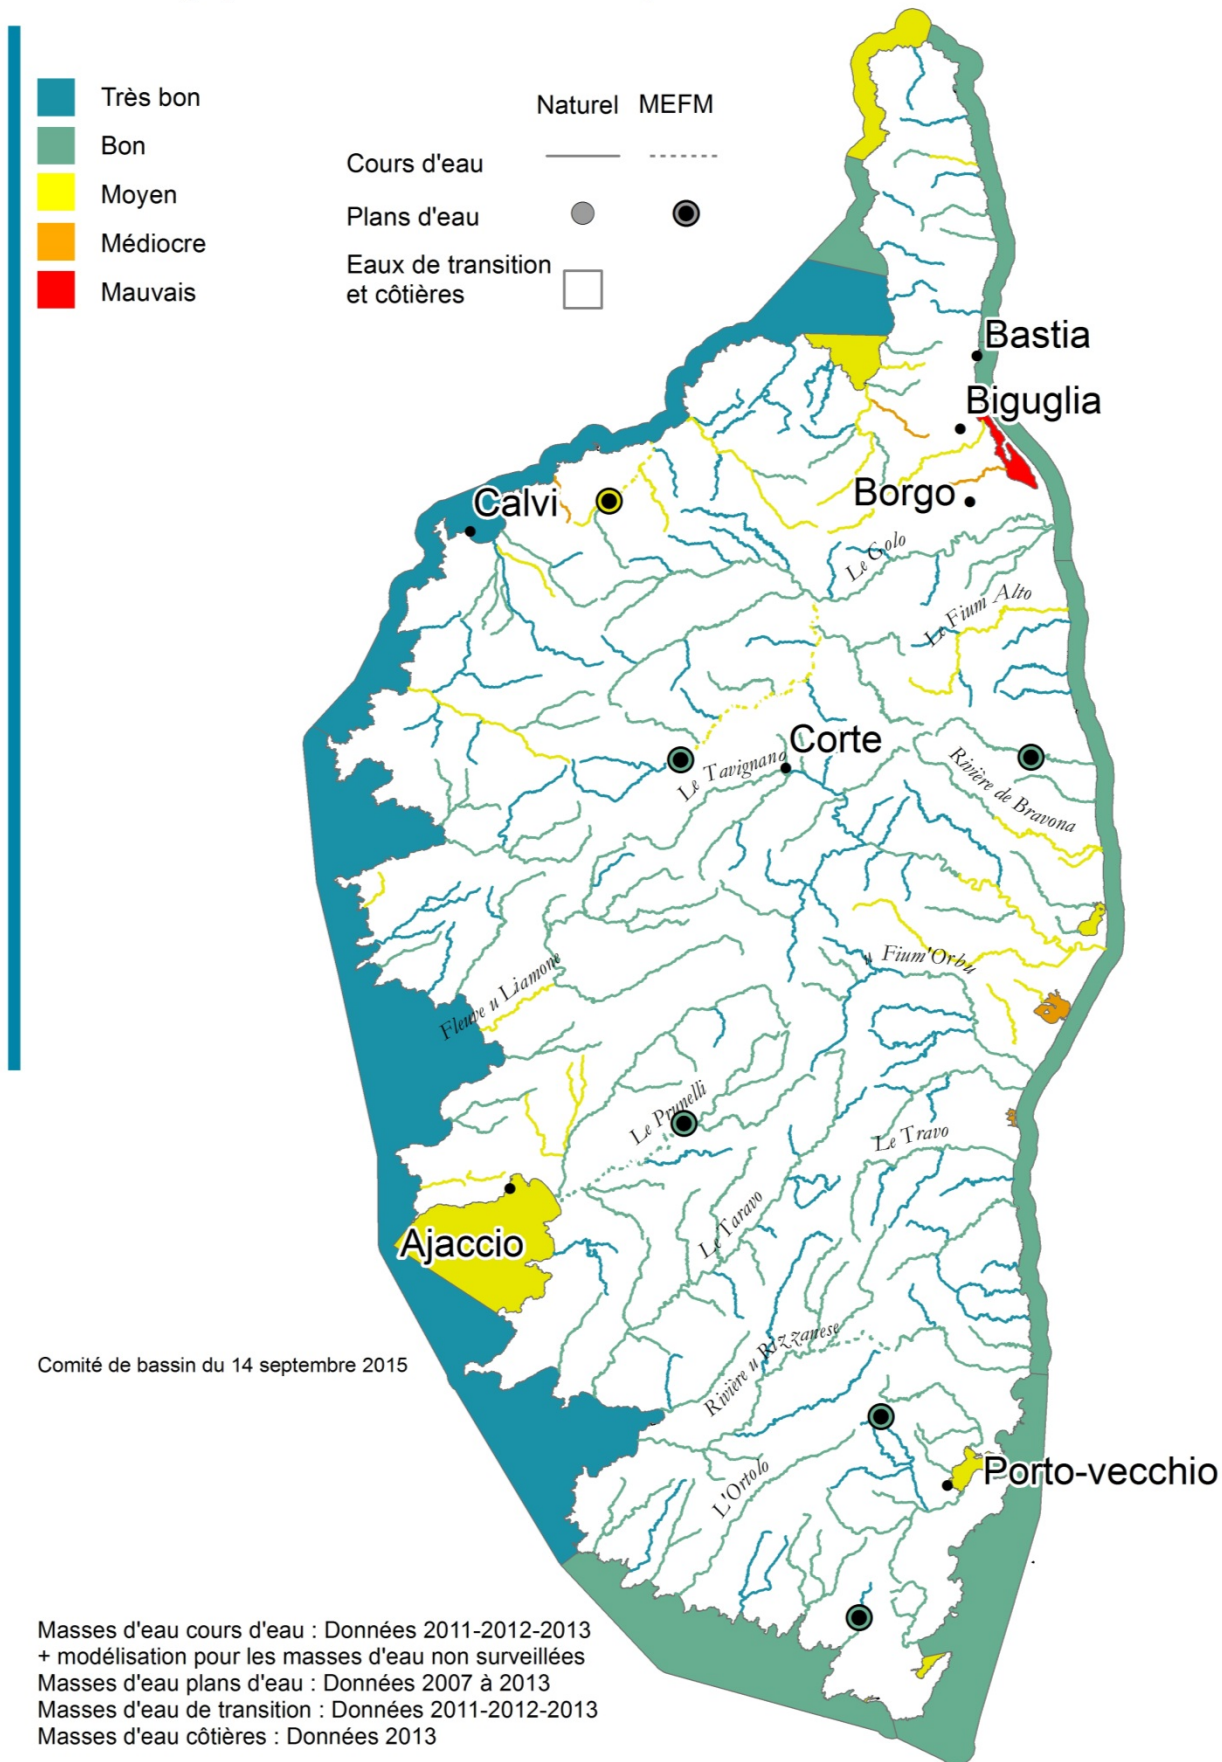 Très bon
Bon
Moyen
Médiocre
Mauvais
Naturel MEFM
Cours d'eau
Plans d'eau
Eaux de transition
et côtières
Bastia
Biguglia
Borgo
Calvi
Le Golo
Le Fium Alto
Corte
Le Tavignano
Rivière de Bravona
u Fium'Orbu
Fleuve u Liamone
Le Prunelli
Le Travo
Le Taravo
Ajaccio
Rivière u Rizzanese
Comité de bassin du 14 septembre 2015
L'Ortolo
Porto-vecchio
Masses d'eau cours d'eau : Données 2011-2012-2013
+ modélisation pour les masses d'eau non surveillées
Masses d'eau plans d'eau : Données 2007 à 2013
Masses d'eau de transition : Données 2011-2012-2013
Masses d'eau côtières : Données 2013